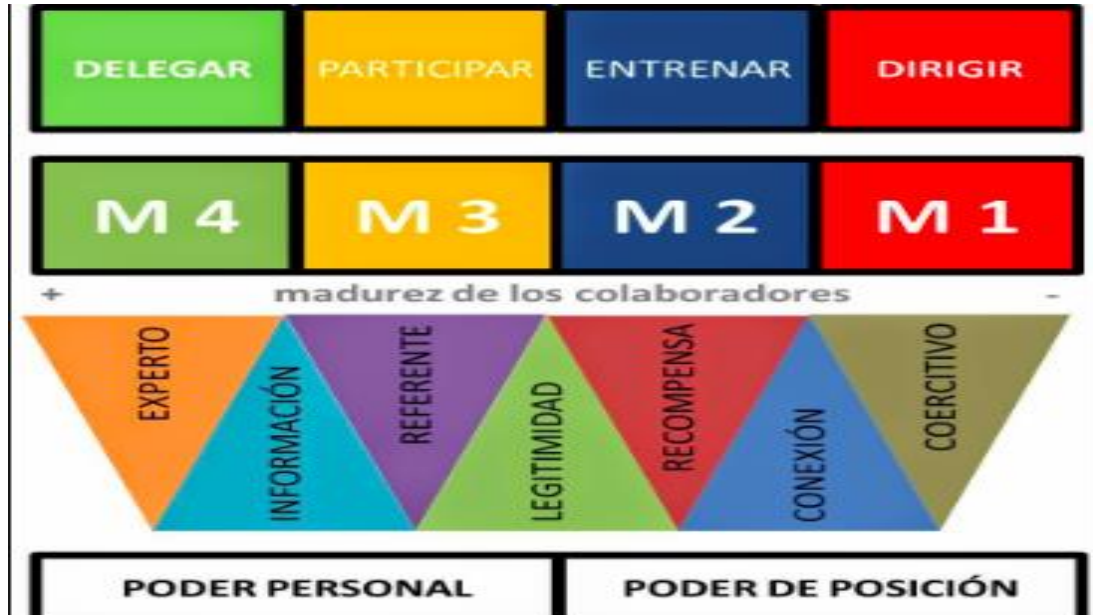 DELEGAR PARTICIPAR ENTRENAR DIRIGIR
M 4 M 3 M 2 M 1
+ madurez de los colaboradores -
EXPERTO
INFORMACIÓN
REFERENTE
LEGITIMIDAD
RECOMPENSA
CONEXIÓN
COERCITIVO
PODER PERSONAL PODER DE POSICIÓN